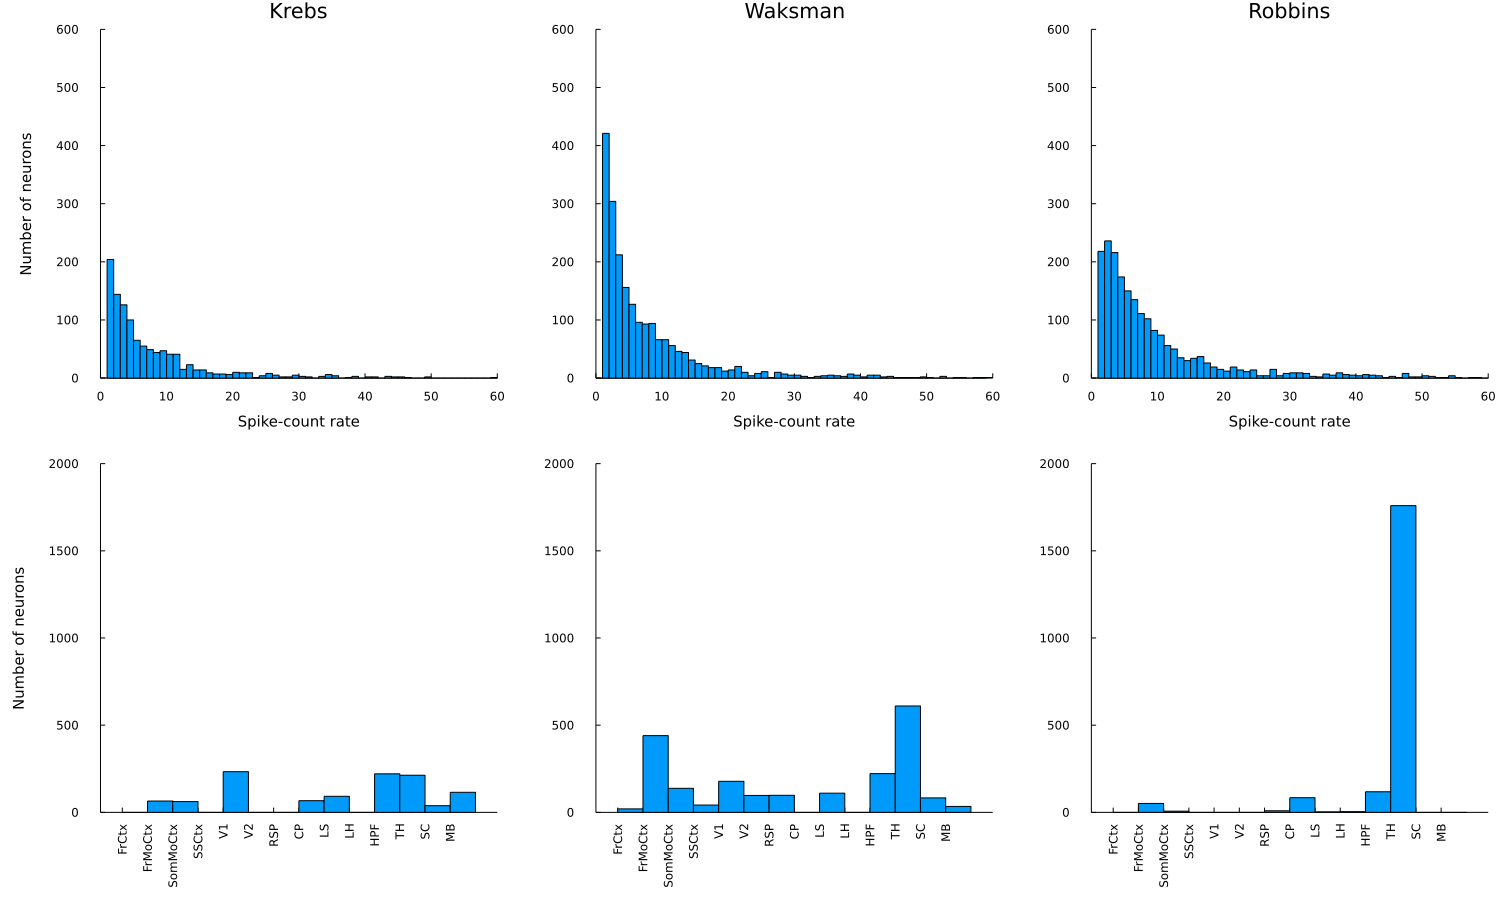 Krebs Waksman Robbins
600 600 600
500 500 500
400 400 400
300 300 300
200 200 200
100 100 100
0 0 0
Number of neurons
0 10 20 30 40 50 60 0 10 20 30 40 50 60 0 10 20 30 40 50 60
Spike-count rate Spike-count rate Spike-count rate
2000 2000 2000
1500 1500 1500
1000 1000 1000
500 500 500
0 0 0
Number of neurons
FrCtx FrMoCtx SomMoCtx SSCtx V1 V2 RSP CP LS LH HPF TH SC MB FrCtx FrMoCtx SomMoCtx SSCtx V1 V2 RSP CP LS LH HPF TH SC MB FrCtx FrMoCtx SomMoCtx SSCtx V1 V2 RSP CP LS LH HPF TH SC MB